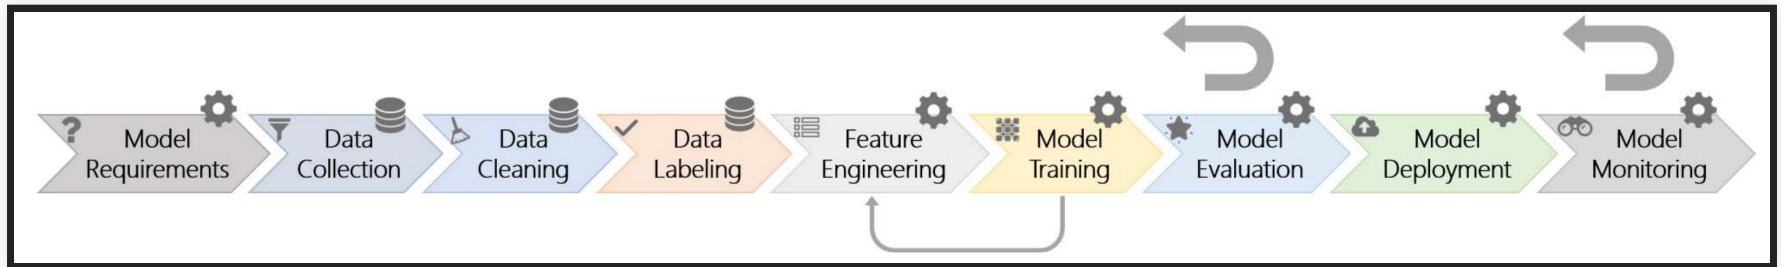 Model
Requirements
Data
Collection
Data
Cleaning
Data
Labeling
Feature
Engineering
Model
Training
Model
Evaluation
Model
Deployment
Model
Monitoring